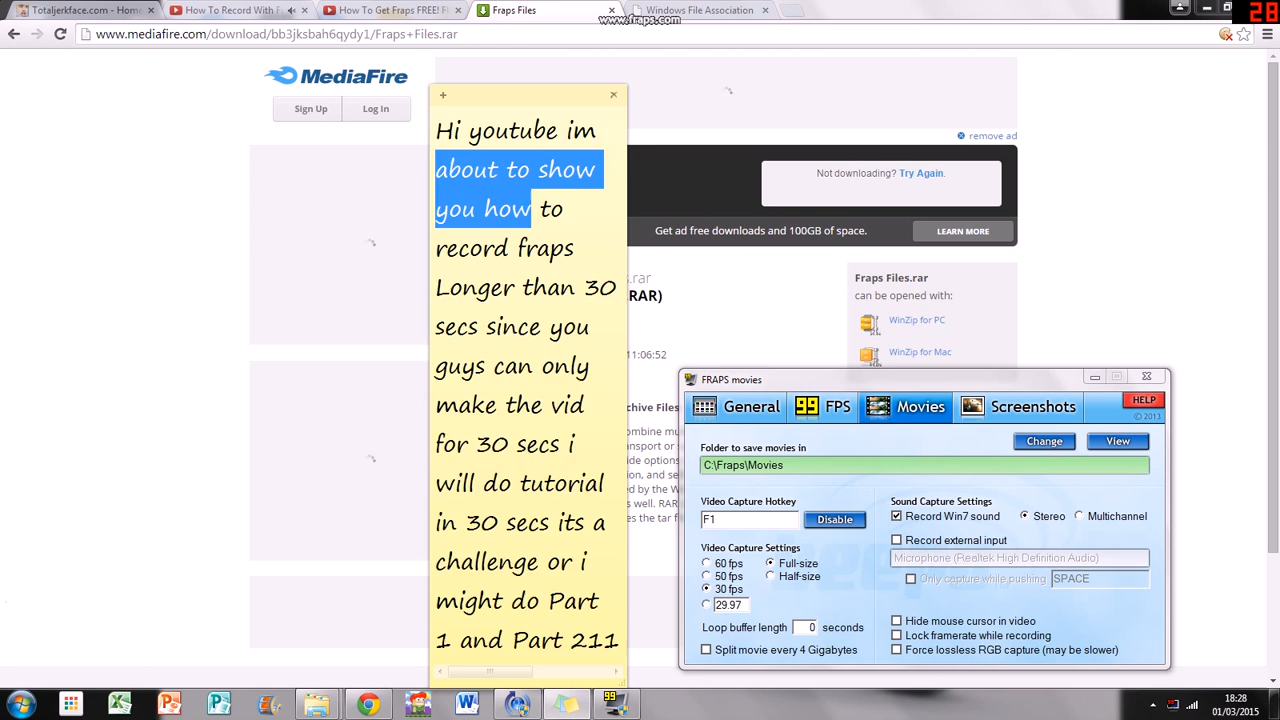 Totaljerkface.com - Home
How To Record With F
How To Get Fraps FREE!
Fraps Files
Windows File Association
www.fraps.com
28
www.mediafire.com/download/bb3jksbah6qydy1/Fraps+Files.rar
MediaFire
Sign Up
Log In
remove ad
Not downloading? Try Again.
Get ad free downloads and 100GB of space.
LEARN MORE
Hi youtube im
about to show
you how to
record fraps
Longer than 30
secs since you
guys can only
make the vid
for 30 secs i
will do tutorial
in 30 secs its a
challenge or i
might do Part
1 and Part 211
.rar
RAR)
11:06:52
Fraps Files.rar
can be opened with:
WinZip for PC
WinZip for Mac
FRAPS movies
General
99 FPS
Movies
Screenshots
HELP
© 2013
Folder to save movies in
Change
View
C:\Fraps\Movies
Video Capture Hotkey
F1
Disable
Video Capture Settings
60 fps
50 fps
30 fps
29.97
Full-size
Half-size
Loop buffer length 0 seconds
Split movie every 4 Gigabytes
Sound Capture Settings
Record Win7 sound
Stereo
Multichannel
Record external input
Microphone (Realtek High Definition Audio)
Only capture while pushing SPACE
Hide mouse cursor in video
Lock framerate while recording
Force lossless RGB capture (may be slower)
99
18:28
01/03/2015